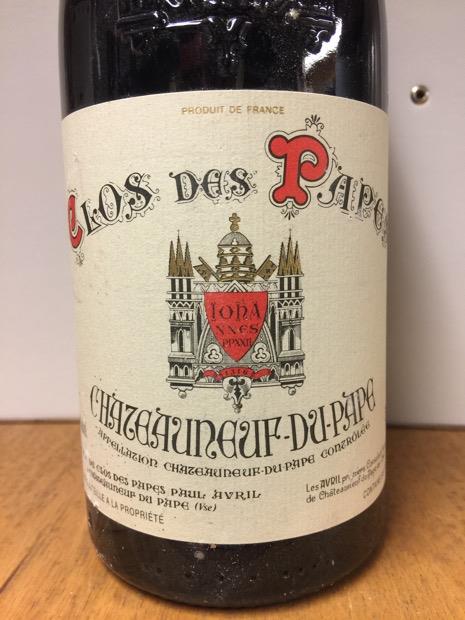 PRODUIT DE FRANCE
CLOS DES PAPES
IOHA
NNES
PPXXII
1316
CHATEAUNEUF-DU-PAPE
APPELLATION CHATEAUNEUF-DU-PAPE CONTRÔLÉE
CLOS DES PAPES PAUL AVRIL
CHATEAUNEUF DU PAPE (Vse)
A LA PROPRIÉTÉ
Les AVRIL
de Châteauneuf du Pape